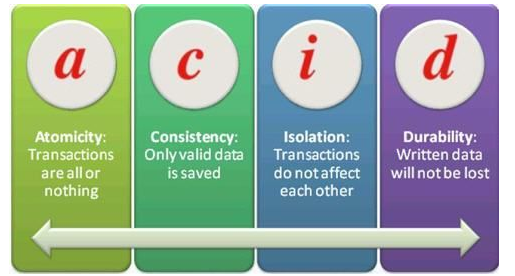 a
Atomicity:
Transactions
are all or
nothing
c
Consistency:
Only valid data
is saved
i
Isolation:
Transactions
do not affect
each other
d
Durability:
Written data
will not be lost